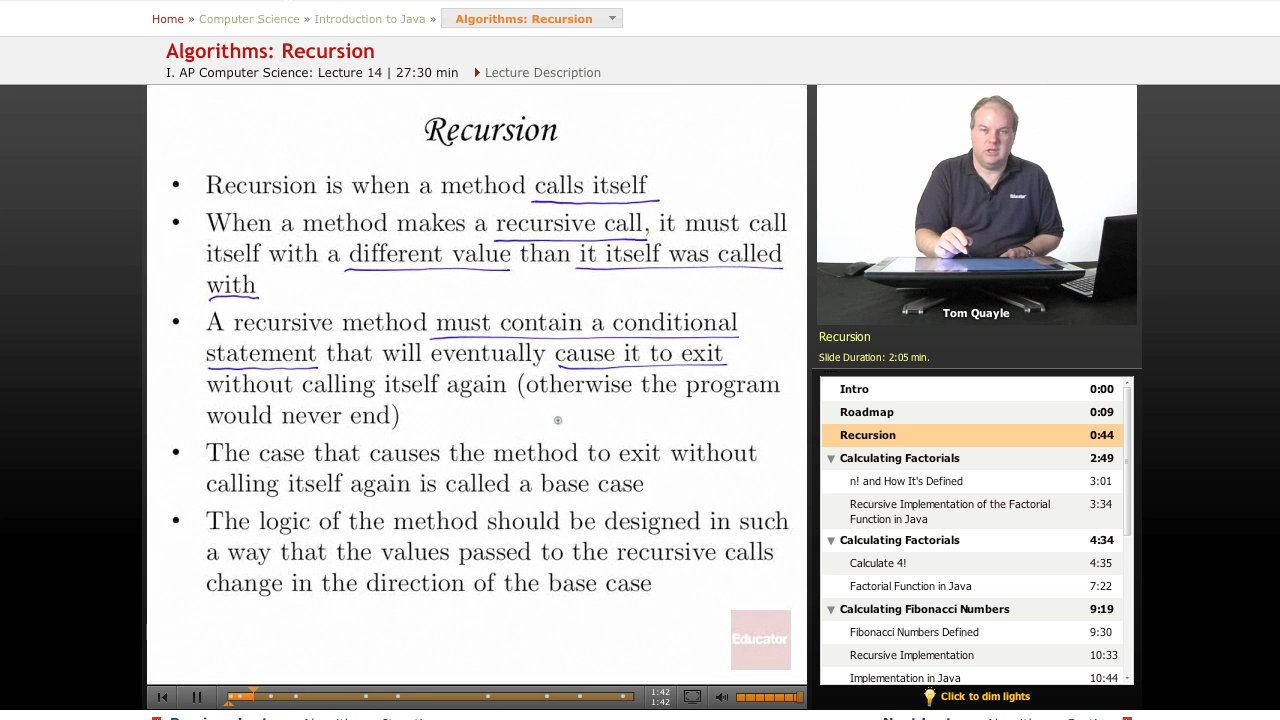 Home » Computer Science » Introduction to Java » Algorithms: Recursion
Algorithms: Recursion
I. AP Computer Science: Lecture 14 | 27:30 min Lecture Description
Recursion
• Recursion is when a method calls itself
• When a method makes a recursive call, it must call
itself with a different value than it itself was called
with
• A recursive method must contain a conditional
statement that will eventually cause it to exit
without calling itself again (otherwise the program
would never end)
• The case that causes the method to exit without
calling itself again is called a base case
• The logic of the method should be designed in such
a way that the values passed to the recursive calls
change in the direction of the base case
Educator
1:42
1:42
Educator
Tom Quayle
Recursion
Slide Duration: 2:05 min.
Intro 0:00
Roadmap 0:09
Recursion 0:44
Calculating Factorials 2:49
n! and How It's Defined 3:01
Recursive Implementation of the Factorial 3:34
Function in Java
Calculating Factorials 4:34
Calculate 4! 4:35
Factorial Function in Java 7:22
Calculating Fibonacci Numbers 9:19
Fibonacci Numbers Defined 9:30
Recursive Implementation 10:33
Implementation in Java 10:44
Click to dim lights